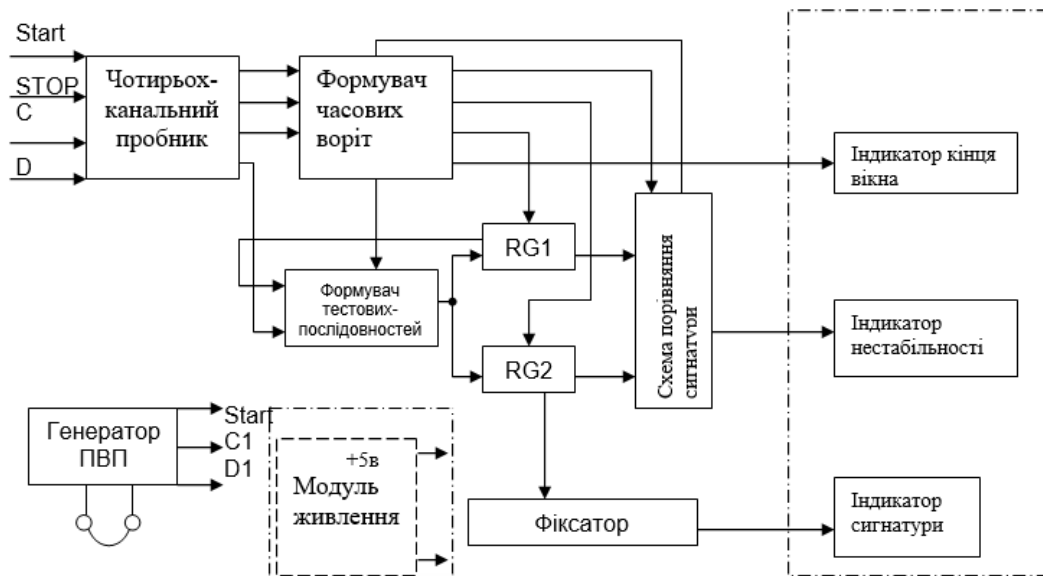 Start
STOP
C
D
Чотирьох-
канальний
пробник
Формувач
часових
воріт
Індикатор кінця
вікна
RG1
Формувач
тестових-
послідовностей
RG2
Схема порівняння
сигнатури
Індикатор
нестабільності
Генератор
ПВП
Start
C1
D1
+5в
Модуль
живлення
Фіксатор
Індикатор
сигнатури